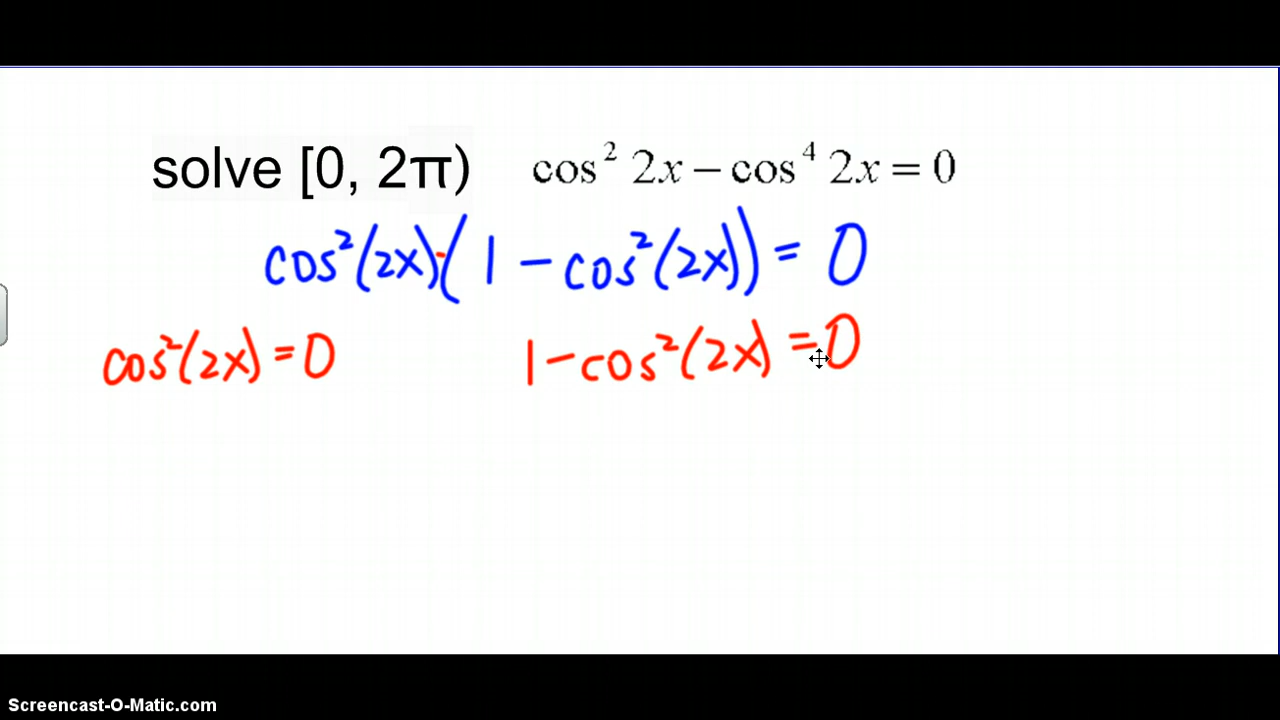 solve [0, 2π) cos² 2x − cos⁴ 2x = 0
cos²(2x)·(1 − cos²(2x)) = 0
cos²(2x) = 0 1 − cos²(2x) = 0
Screencast-O-Matic.com